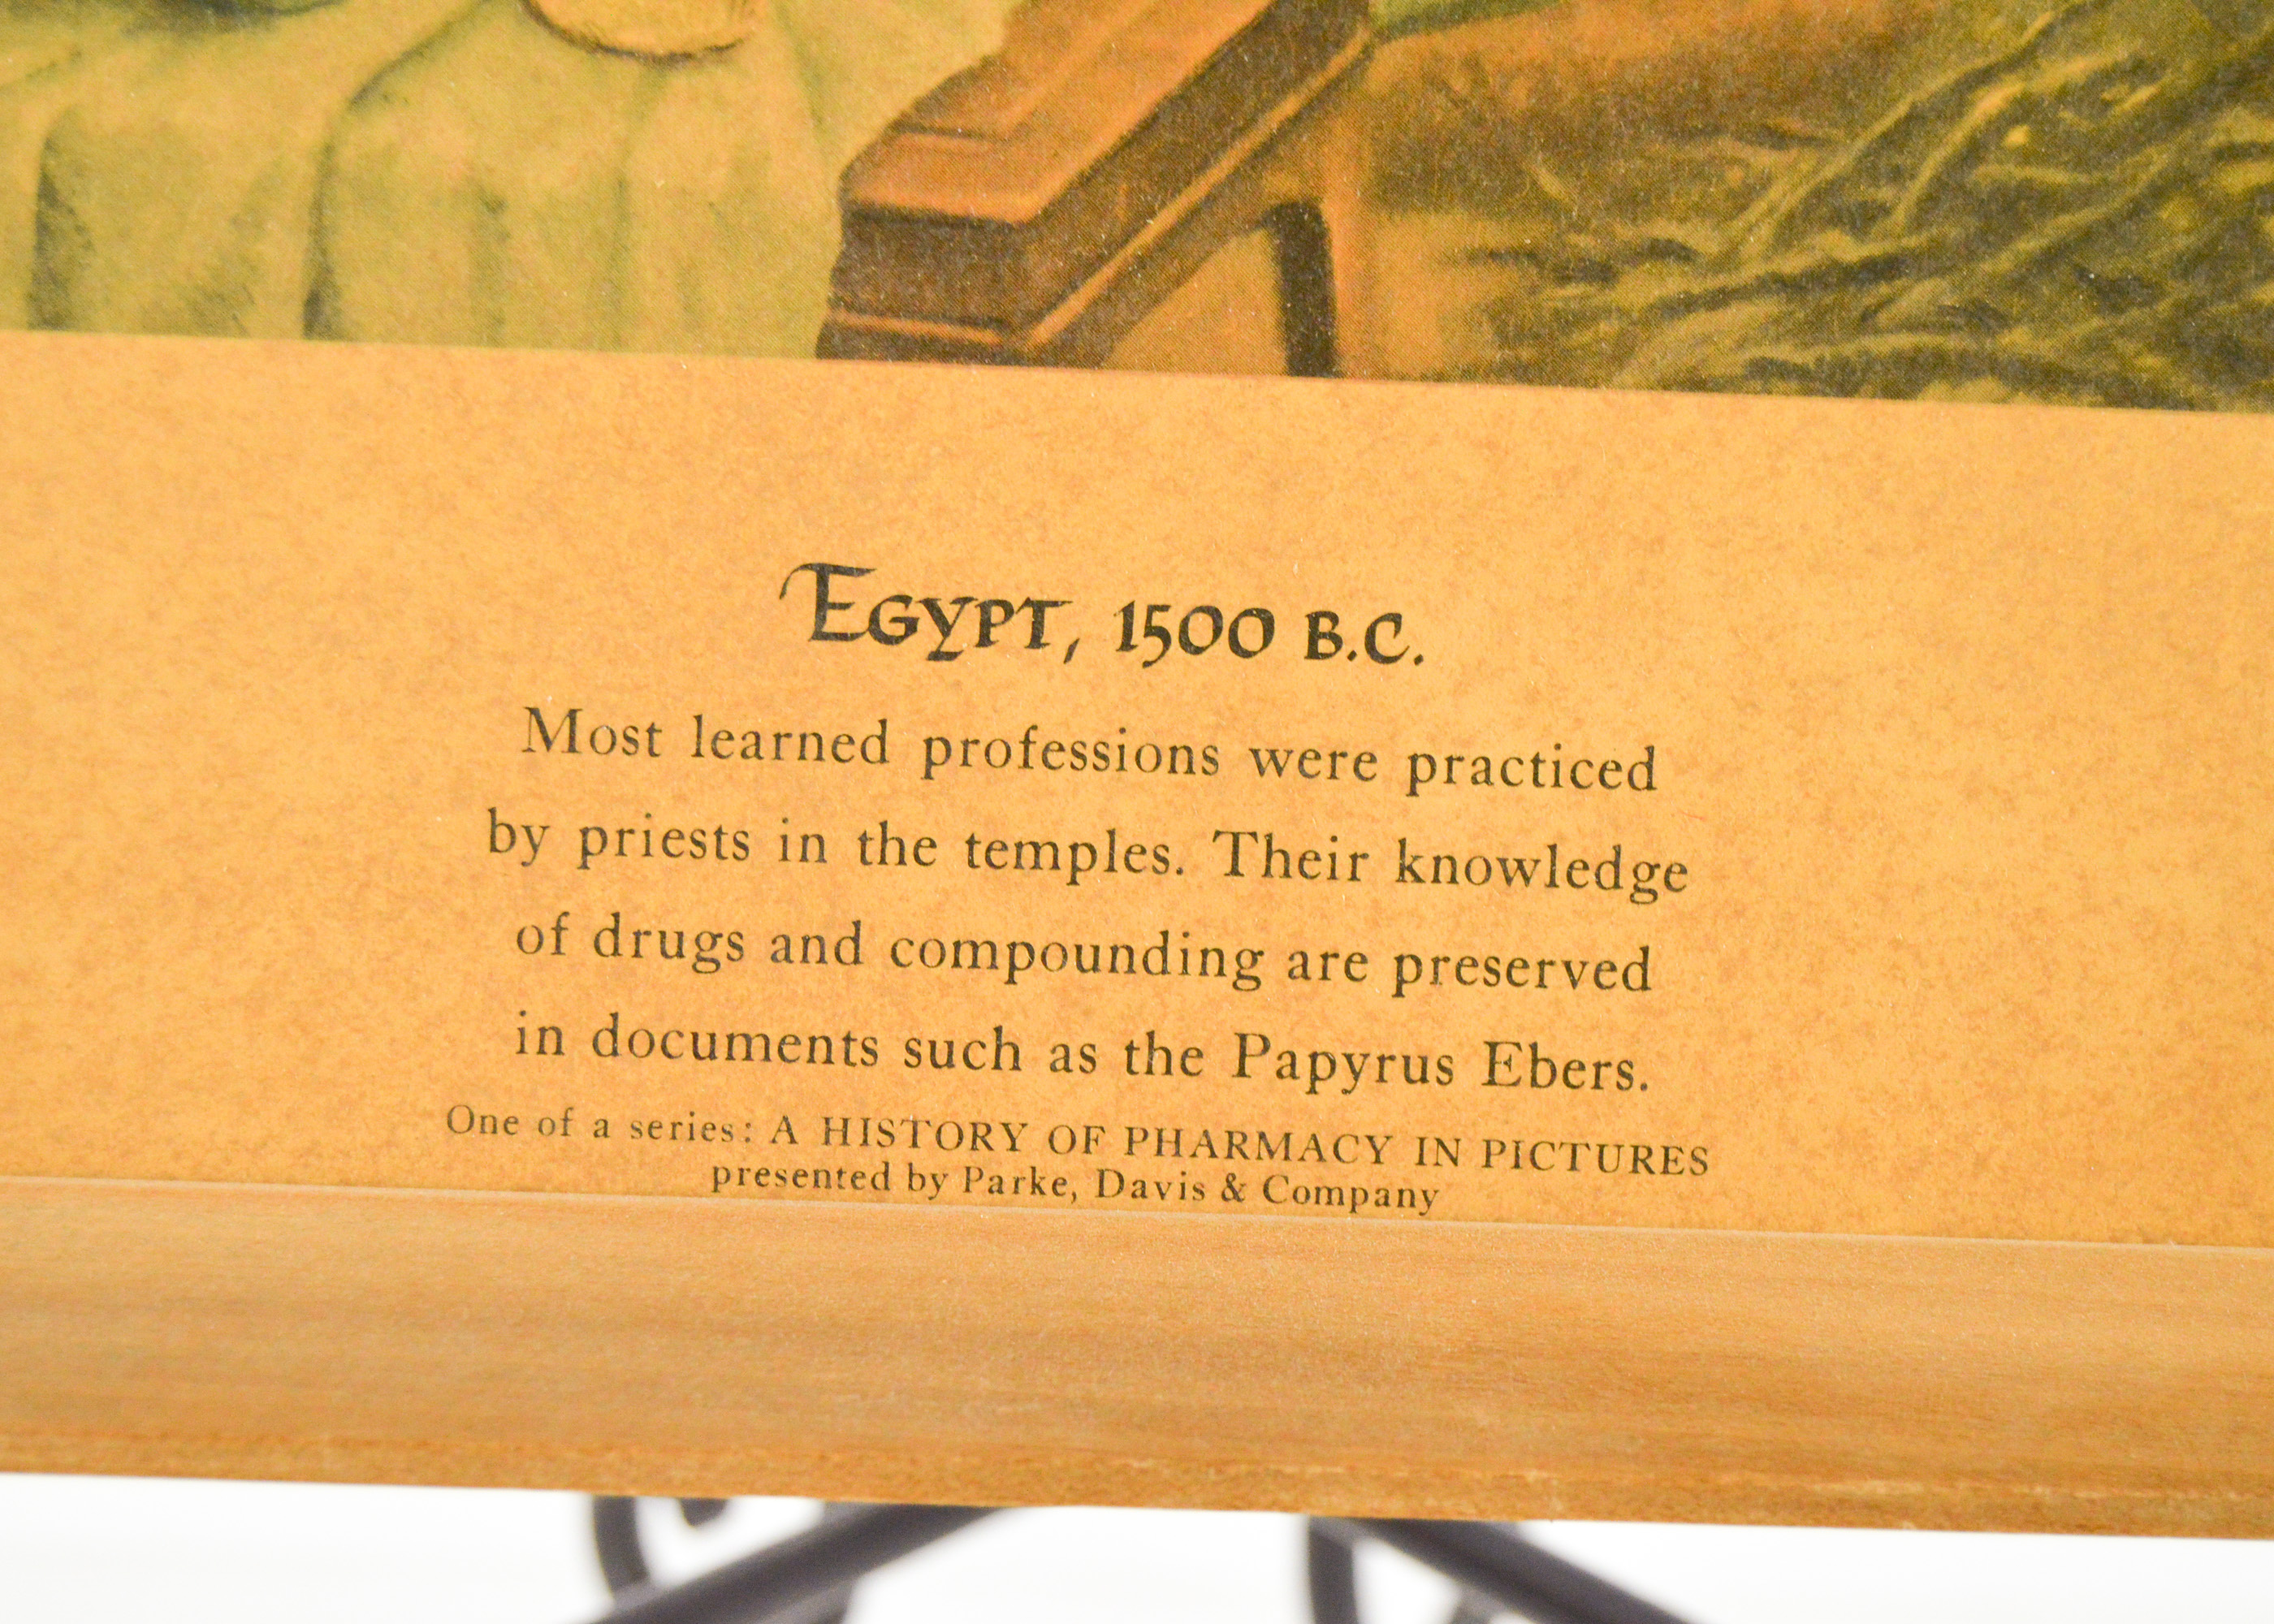 Egypt, 1500 B.C.
Most learned professions were practiced
by priests in the temples. Their knowledge
of drugs and compounding are preserved
in documents such as the Papyrus Ebers.
One of a series: A HISTORY OF PHARMACY IN PICTURES
presented by Parke, Davis & Company